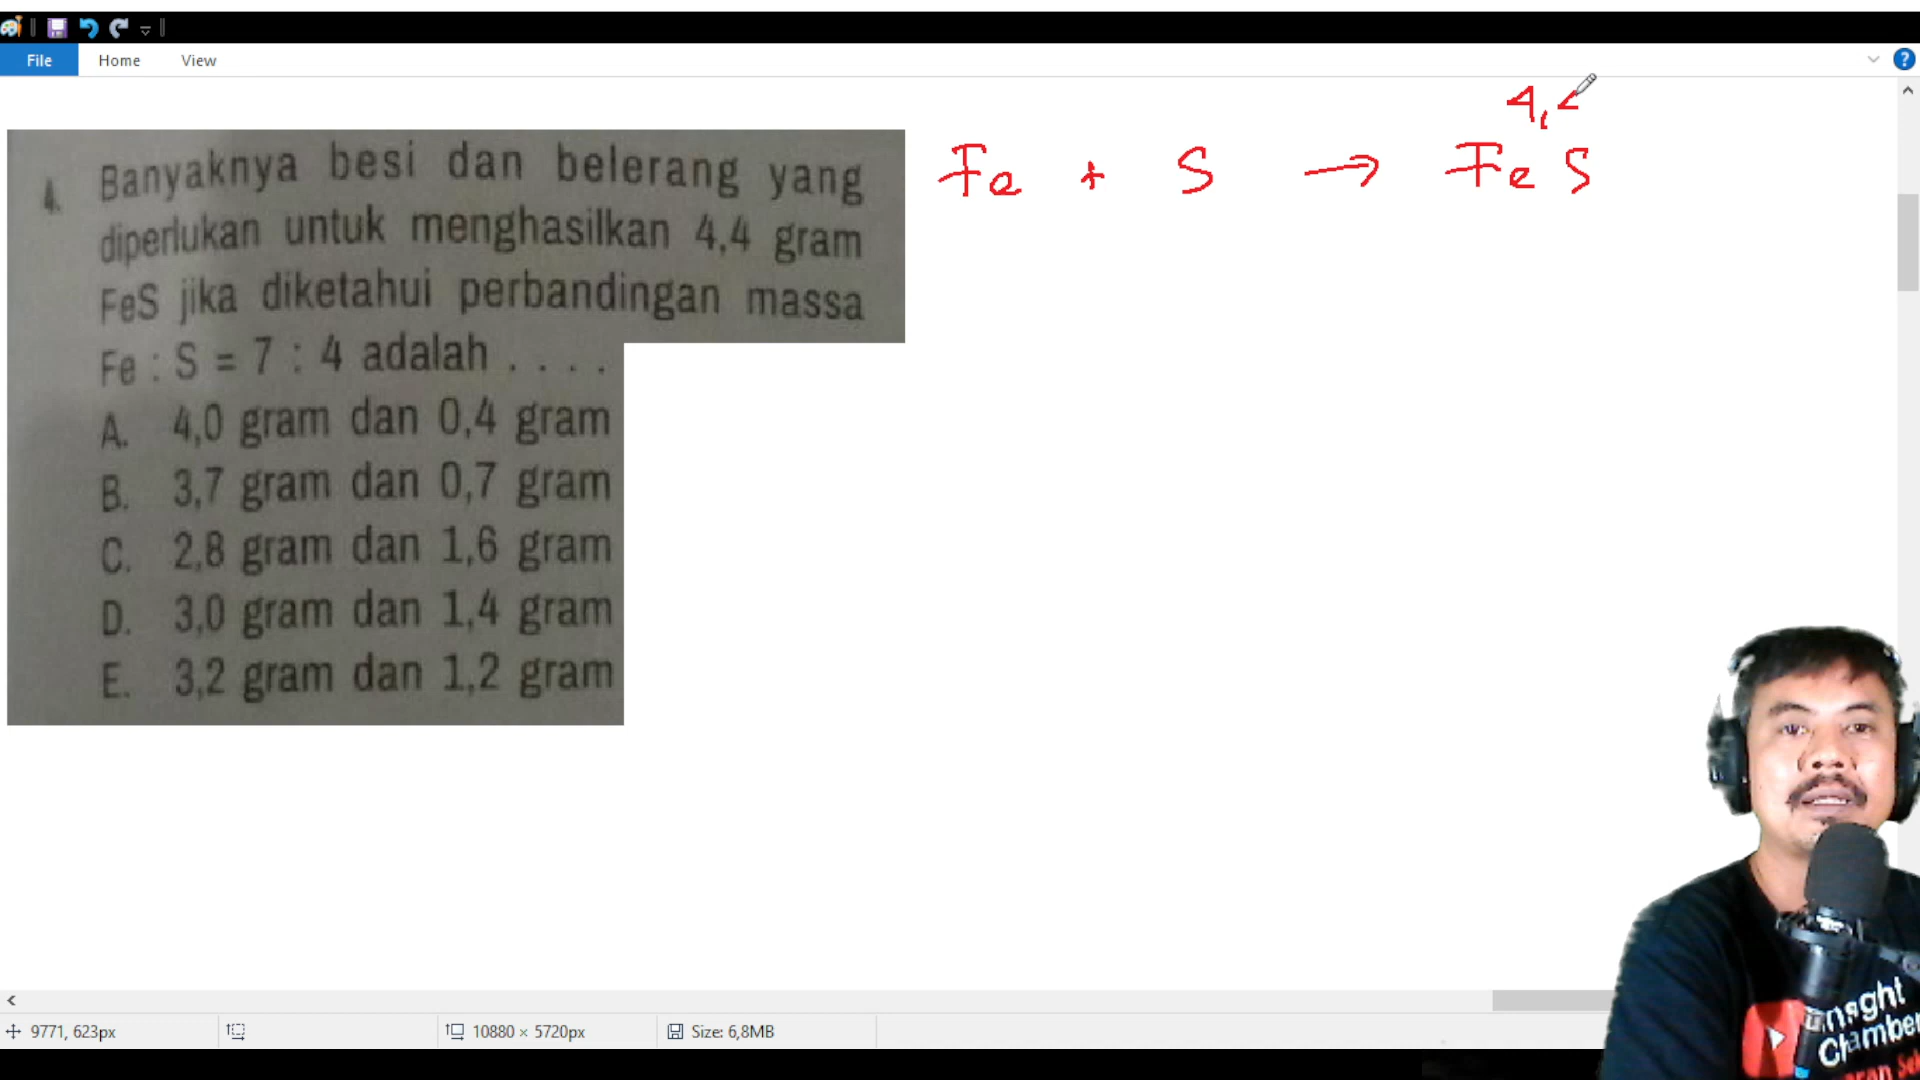 File Home View
4. Banyaknya besi dan belerang yang
diperlukan untuk menghasilkan 4,4 gram
FeS jika diketahui perbandingan massa
Fe : S = 7 : 4 adalah . . . .
A. 4,0 gram dan 0,4 gram
B. 3,7 gram dan 0,7 gram
C. 2,8 gram dan 1,6 gram
D. 3,0 gram dan 1,4 gram
E. 3,2 gram dan 1,2 gram
4,
Fe + S → FeS
Chamber
9771, 623px
10880 × 5720px
Size: 6,8MB